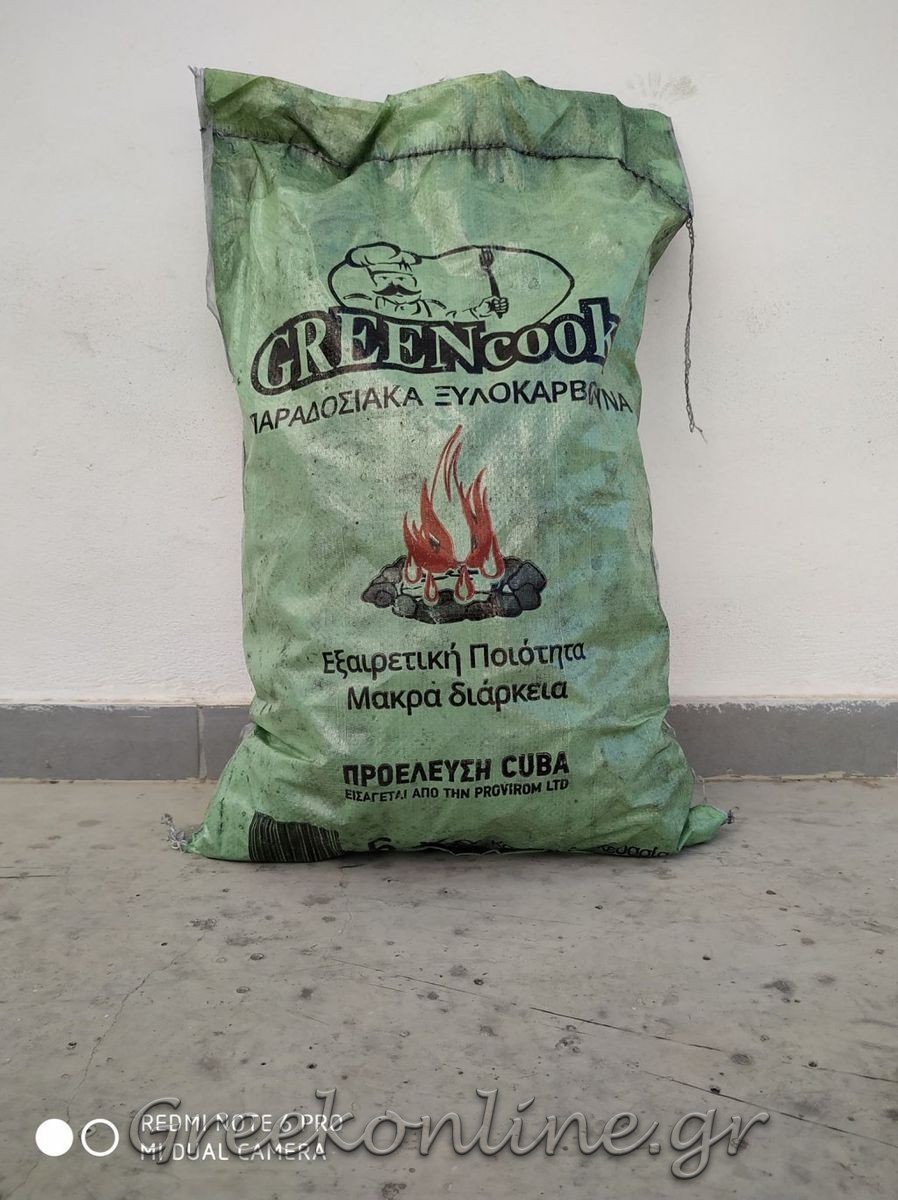 GREENcook
ΠΑΡΑΔΟΣΙΑΚΑ ΞΥΛΟΚΑΡΒΟΥΝΑ
Εξαιρετική Ποιότητα
Μακρά διάρκεια
ΠΡΟΕΛΕΥΣΗ CUBA
ΕΙΣΑΓΕΤΑΙ ΑΠΟ ΤΗΝ PROVIROM LTD
REDMI NOTE 6 PRO
MI DUAL CAMERA
Greekonline.gr